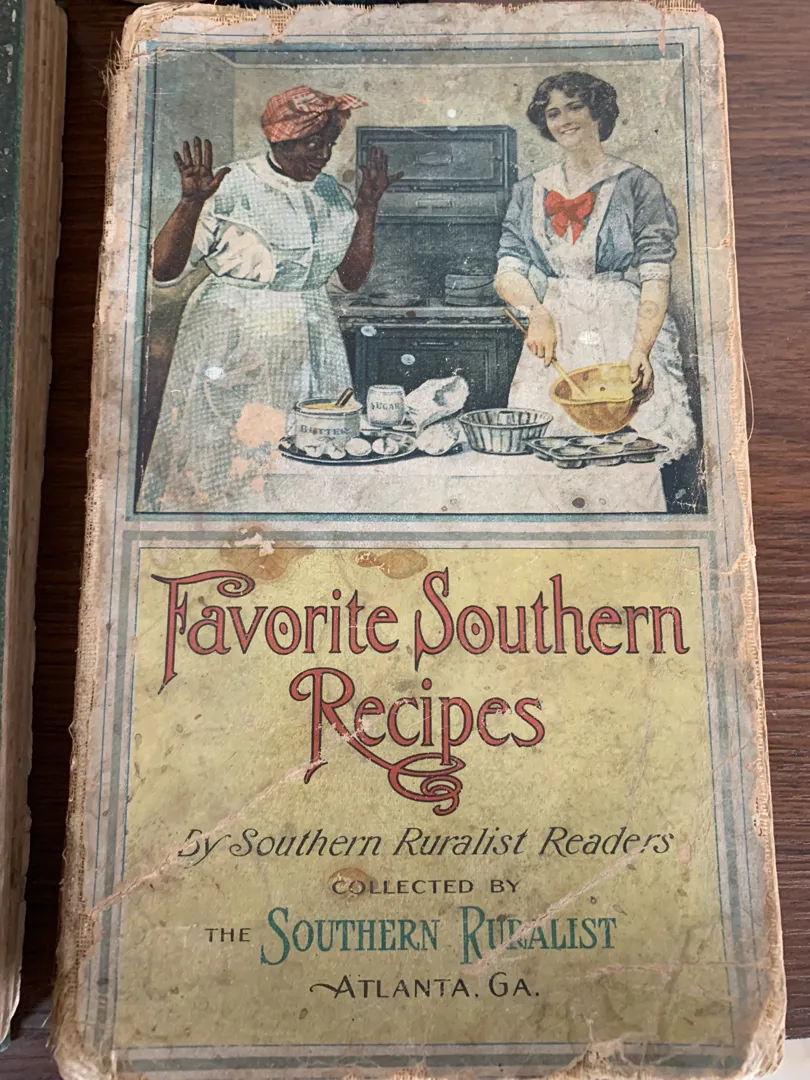 BUTTER
SUGAR
Favorite Southern
Recipes
By Southern Ruralist Readers
COLLECTED BY
THE SOUTHERN RURALIST
ATLANTA, GA.